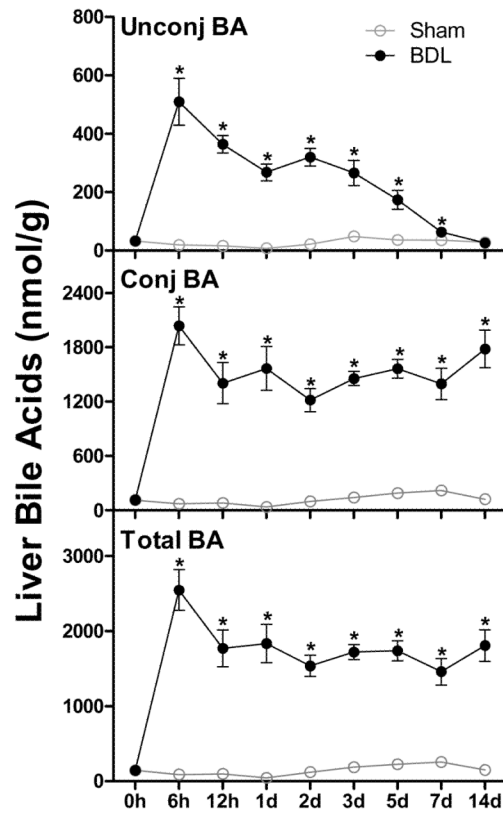 Liver Bile Acids (nmol/g)
Unconj BA
Sham
BDL
800
600
400
200
0
* * * * * * *
Conj BA
2400
1800
1200
600
0
* * * * * * * *
Total BA
3000
2000
1000
0
* * * * * * * *
0h 6h 12h 1d 2d 3d 5d 7d 14d